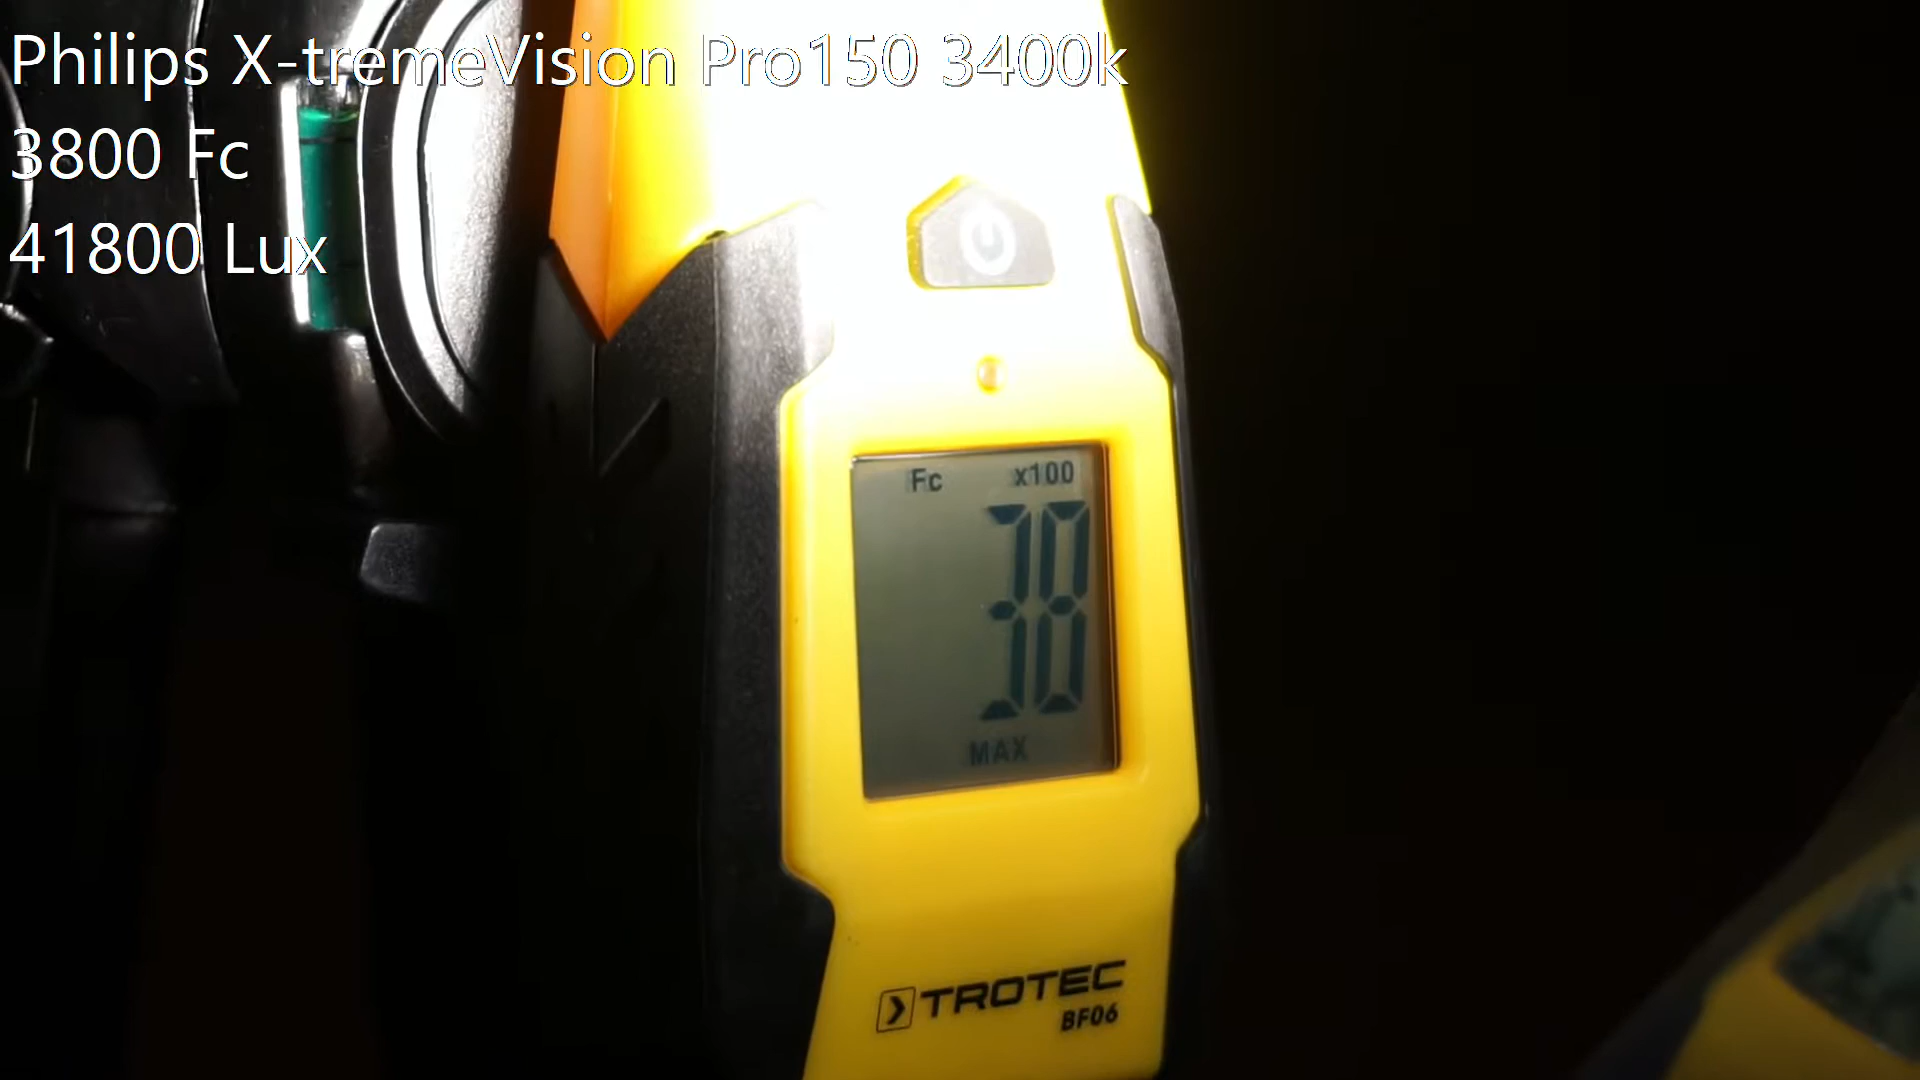 Philips X-tremeVision Pro150 3400k
3800 Fc
41800 Lux
Fc x100
38
MAX
TROTEC
BF06